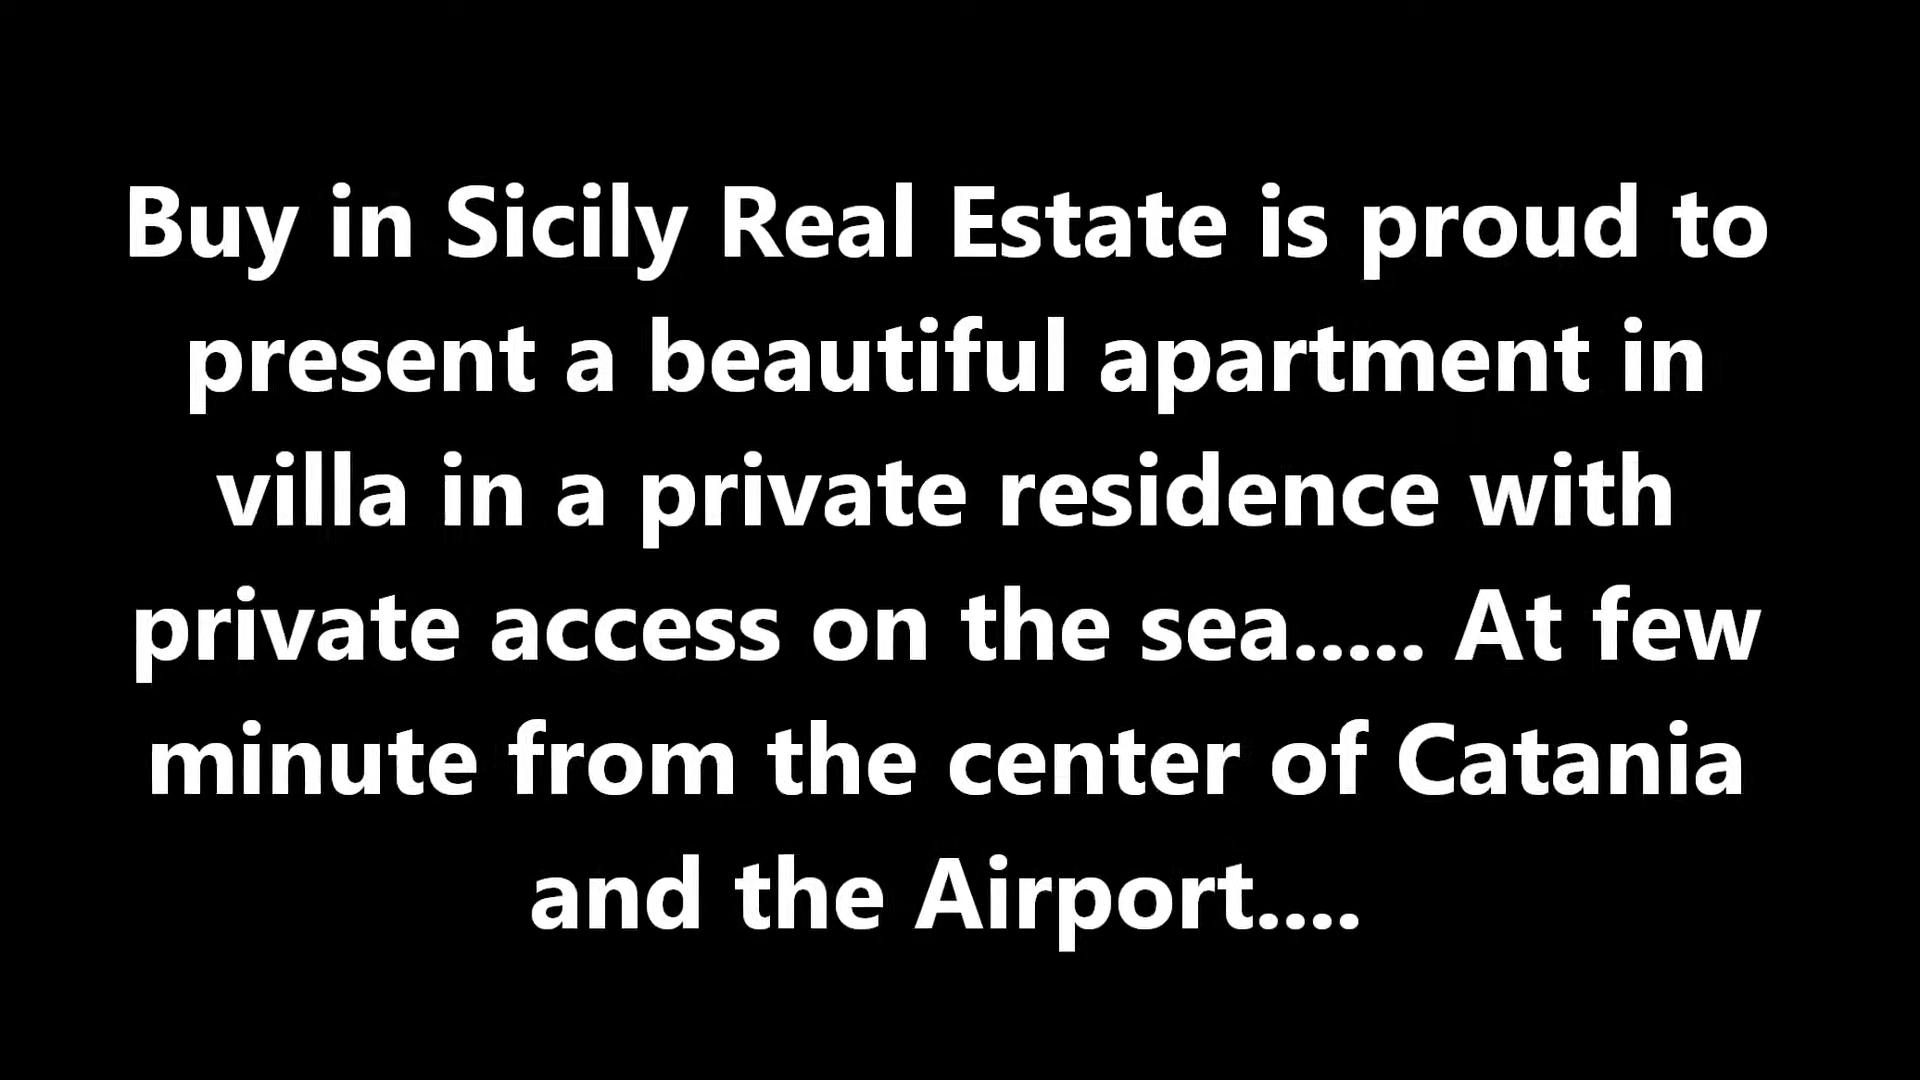 Buy in Sicily Real Estate is proud to
present a beautiful apartment in
villa in a private residence with
private access on the sea..... At few
minute from the center of Catania
and the Airport....